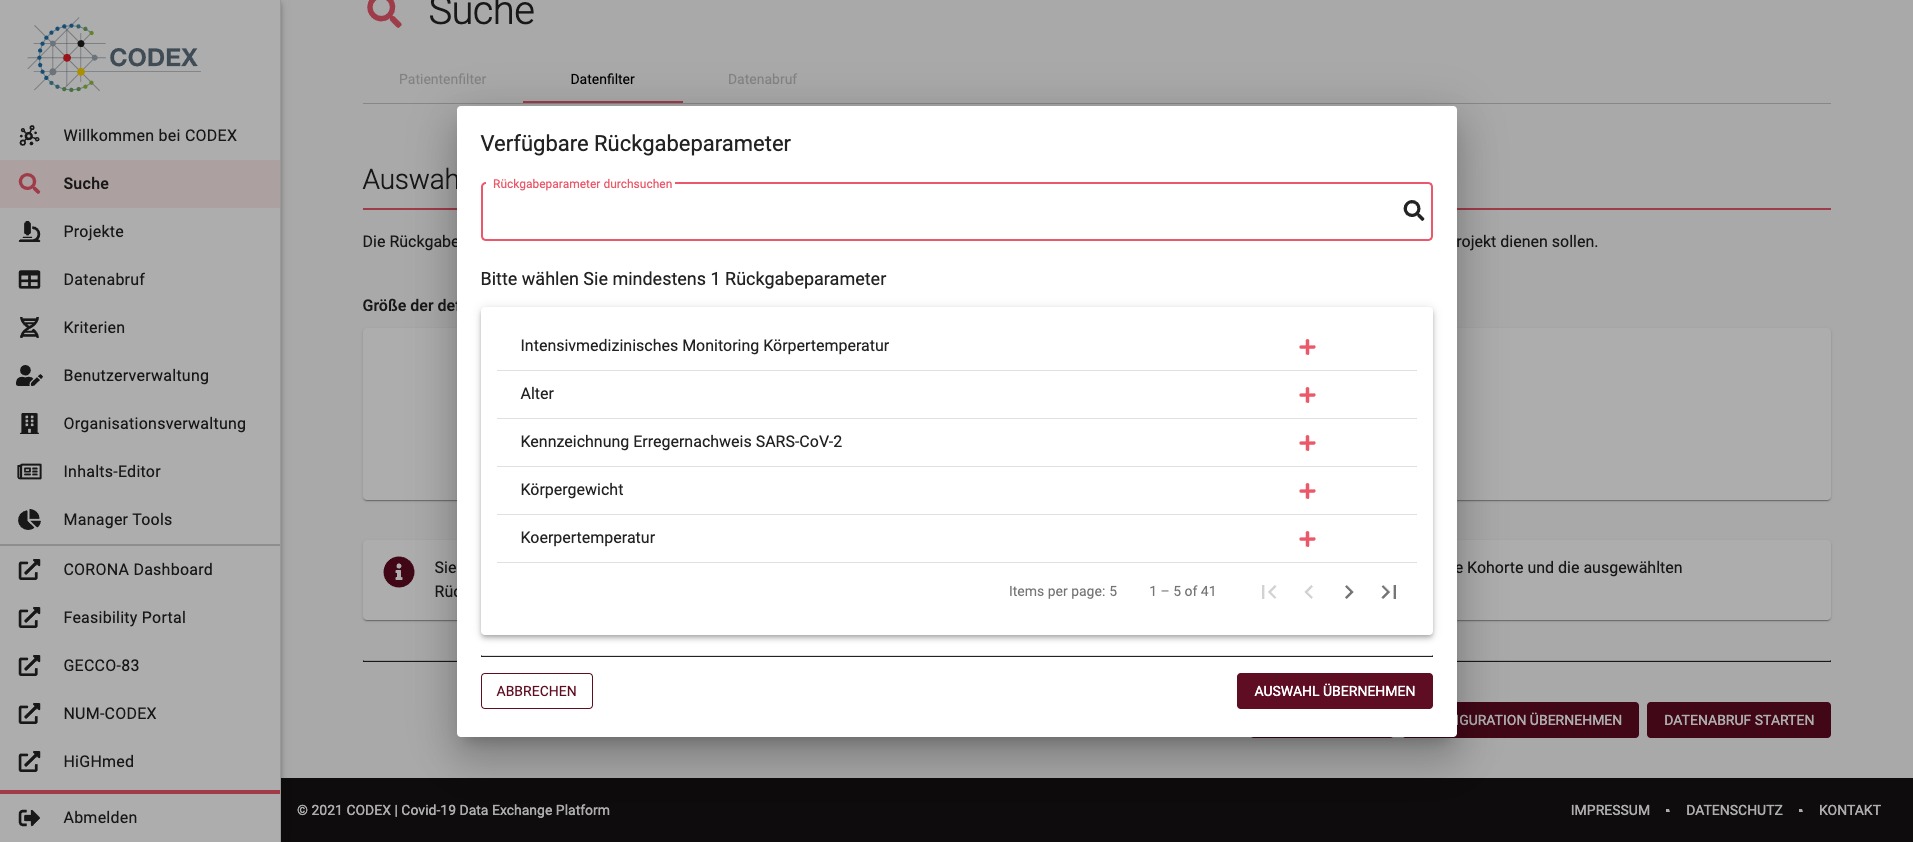 CODEX
Willkommen bei CODEX
Suche
Projekte
Datenabruf
Kriterien
Benutzerverwaltung
Organisationsverwaltung
Inhalts-Editor
Manager Tools
CORONA Dashboard
Feasibility Portal
GECCO-83
NUM-CODEX
HiGHmed
Abmelden
Suche
Patientenfilter Datenfilter Datenabruf
Auswah
Die Rückgabe
rojekt dienen sollen.
Größe der de
Sie
Rüc
e Kohorte und die ausgewählten
IGURATION ÜBERNEHMEN
DATENABRUF STARTEN
Verfügbare Rückgabeparameter
Rückgabeparameter durchsuchen
Bitte wählen Sie mindestens 1 Rückgabeparameter
Intensivmedizinisches Monitoring Körpertemperatur
Alter
Kennzeichnung Erregernachweis SARS-CoV-2
Körpergewicht
Koerpertemperatur
Items per page: 5 1 – 5 of 41
ABBRECHEN
AUSWAHL ÜBERNEHMEN
© 2021 CODEX | Covid-19 Data Exchange Platform
IMPRESSUM • DATENSCHUTZ • KONTAKT